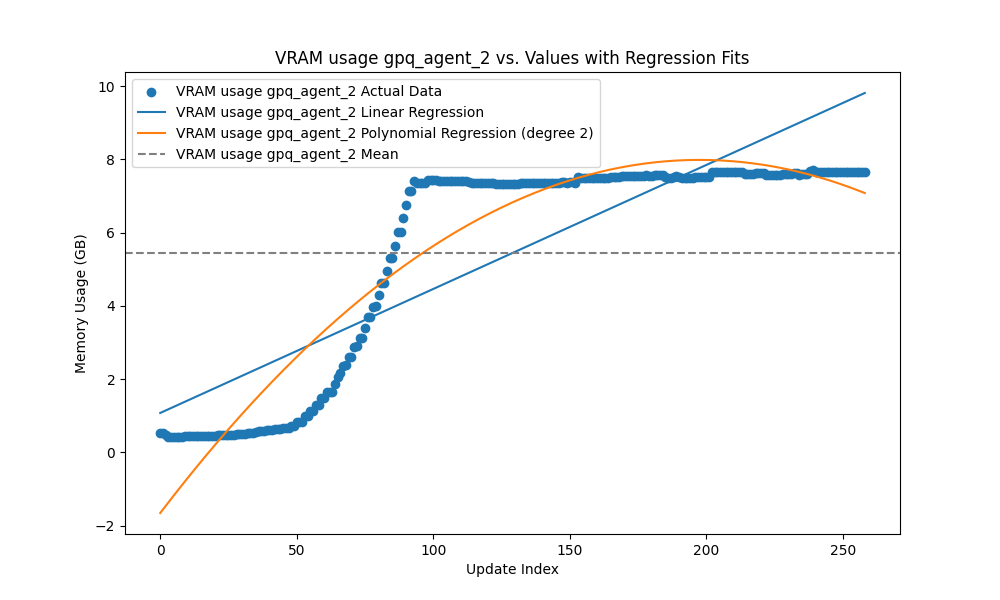 VRAM usage gpq_agent_2 vs. Values with Regression Fits
VRAM usage gpq_agent_2 Actual Data
VRAM usage gpq_agent_2 Linear Regression
VRAM usage gpq_agent_2 Polynomial Regression (degree 2)
VRAM usage gpq_agent_2 Mean
Memory Usage (GB)
10
8
6
4
2
0
−2
0 50 100 150 200 250
Update Index